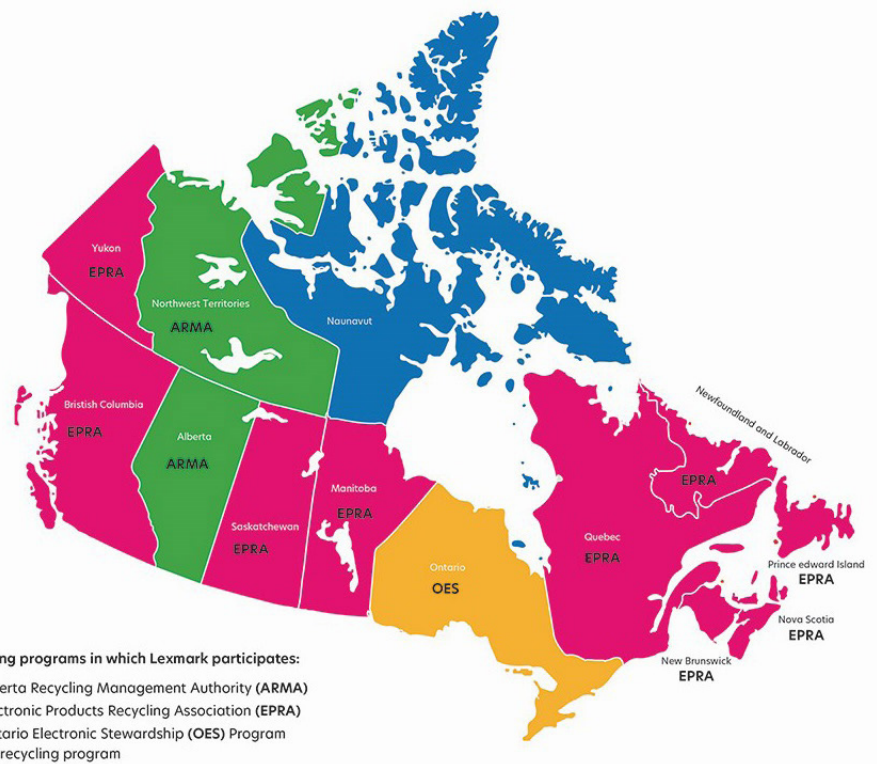 Yukon
EPRA
Northwest Territories
ARMA
Naunavut
Bristish Columbia
EPRA
Alberta
ARMA
Saskatchewan
EPRA
Manitoba
EPRA
Ontario
OES
Quebec
EPRA
Newfoundland and Labrador
EPRA
Prince edward Island
EPRA
Nova Scotia
EPRA
New Brunswick
EPRA
ng programs in which Lexmark participates:
erta Recycling Management Authority (ARMA)
ctronic Products Recycling Association (EPRA)
tario Electronic Stewardship (OES) Program
recycling program